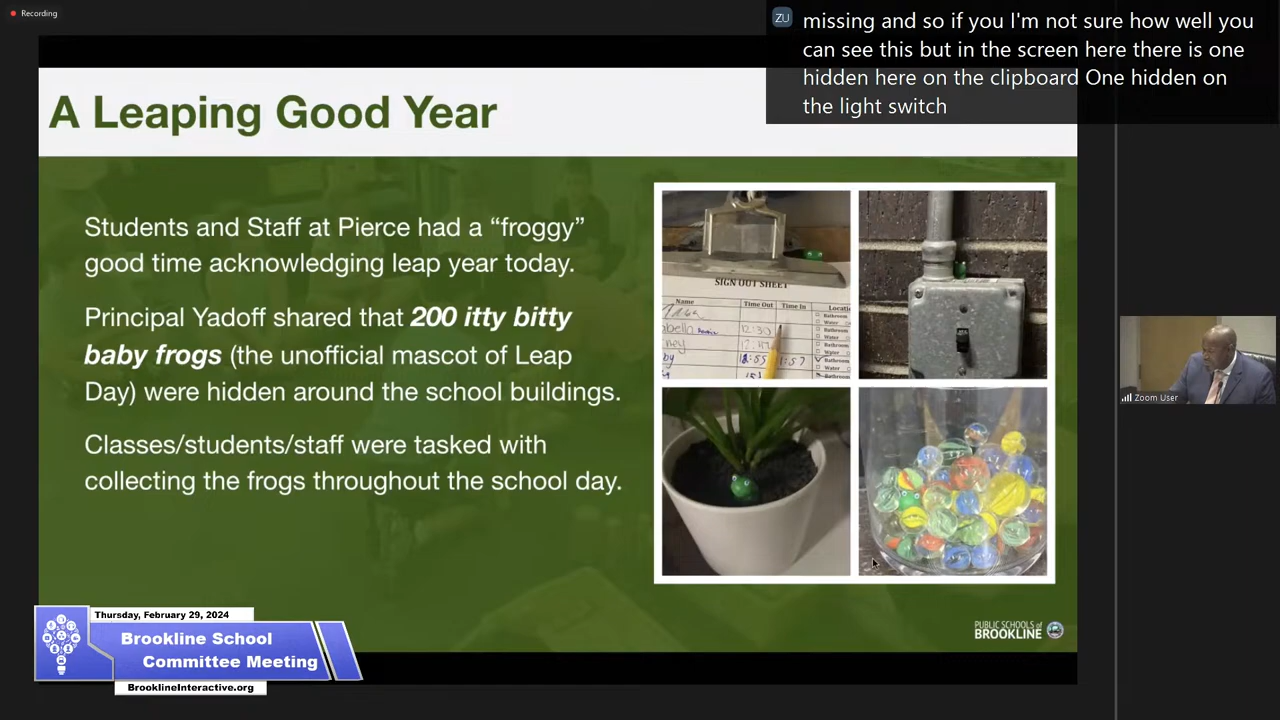 Recording
ZU
missing and so if you I'm not sure how well you
can see this but in the screen here there is one
hidden here on the clipboard One hidden on
the light switch
A Leaping Good Year
Students and Staff at Pierce had a “froggy”
good time acknowledging leap year today.
Principal Yadoff shared that 200 itty bitty
baby frogs (the unofficial mascot of Leap
Day) were hidden around the school buildings.
Classes/students/staff were tasked with
collecting the frogs throughout the school day.
SIGN OUT SHEET
Name Time Out Time In
Bathroom
Water
12:30 Bathroom
Water
Bathroom
Water
Bathroom
Zoom User
PUBLIC SCHOOLS of
BROOKLINE
Thursday, February 29, 2024
Brookline School
Committee Meeting
BrooklineInteractive.org